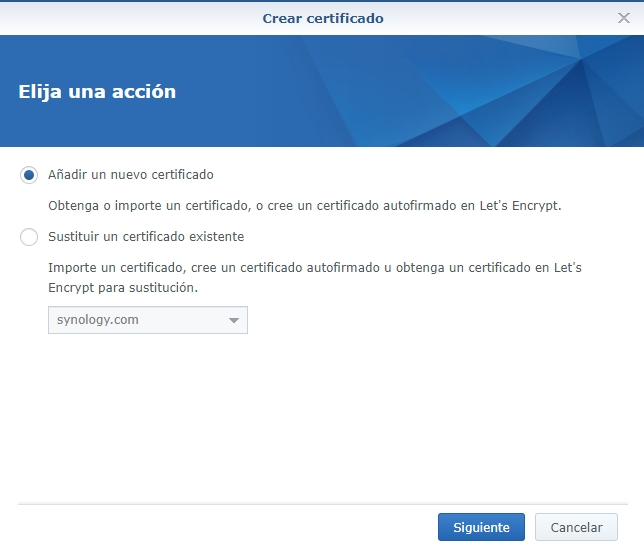 Crear certificado
Elija una acción
Añadir un nuevo certificado
Obtenga o importe un certificado, o cree un certificado autofirmado en Let's Encrypt.
Sustituir un certificado existente
Importe un certificado, cree un certificado autofirmado u obtenga un certificado en Let's
Encrypt para sustitución.
synology.com
Siguiente
Cancelar